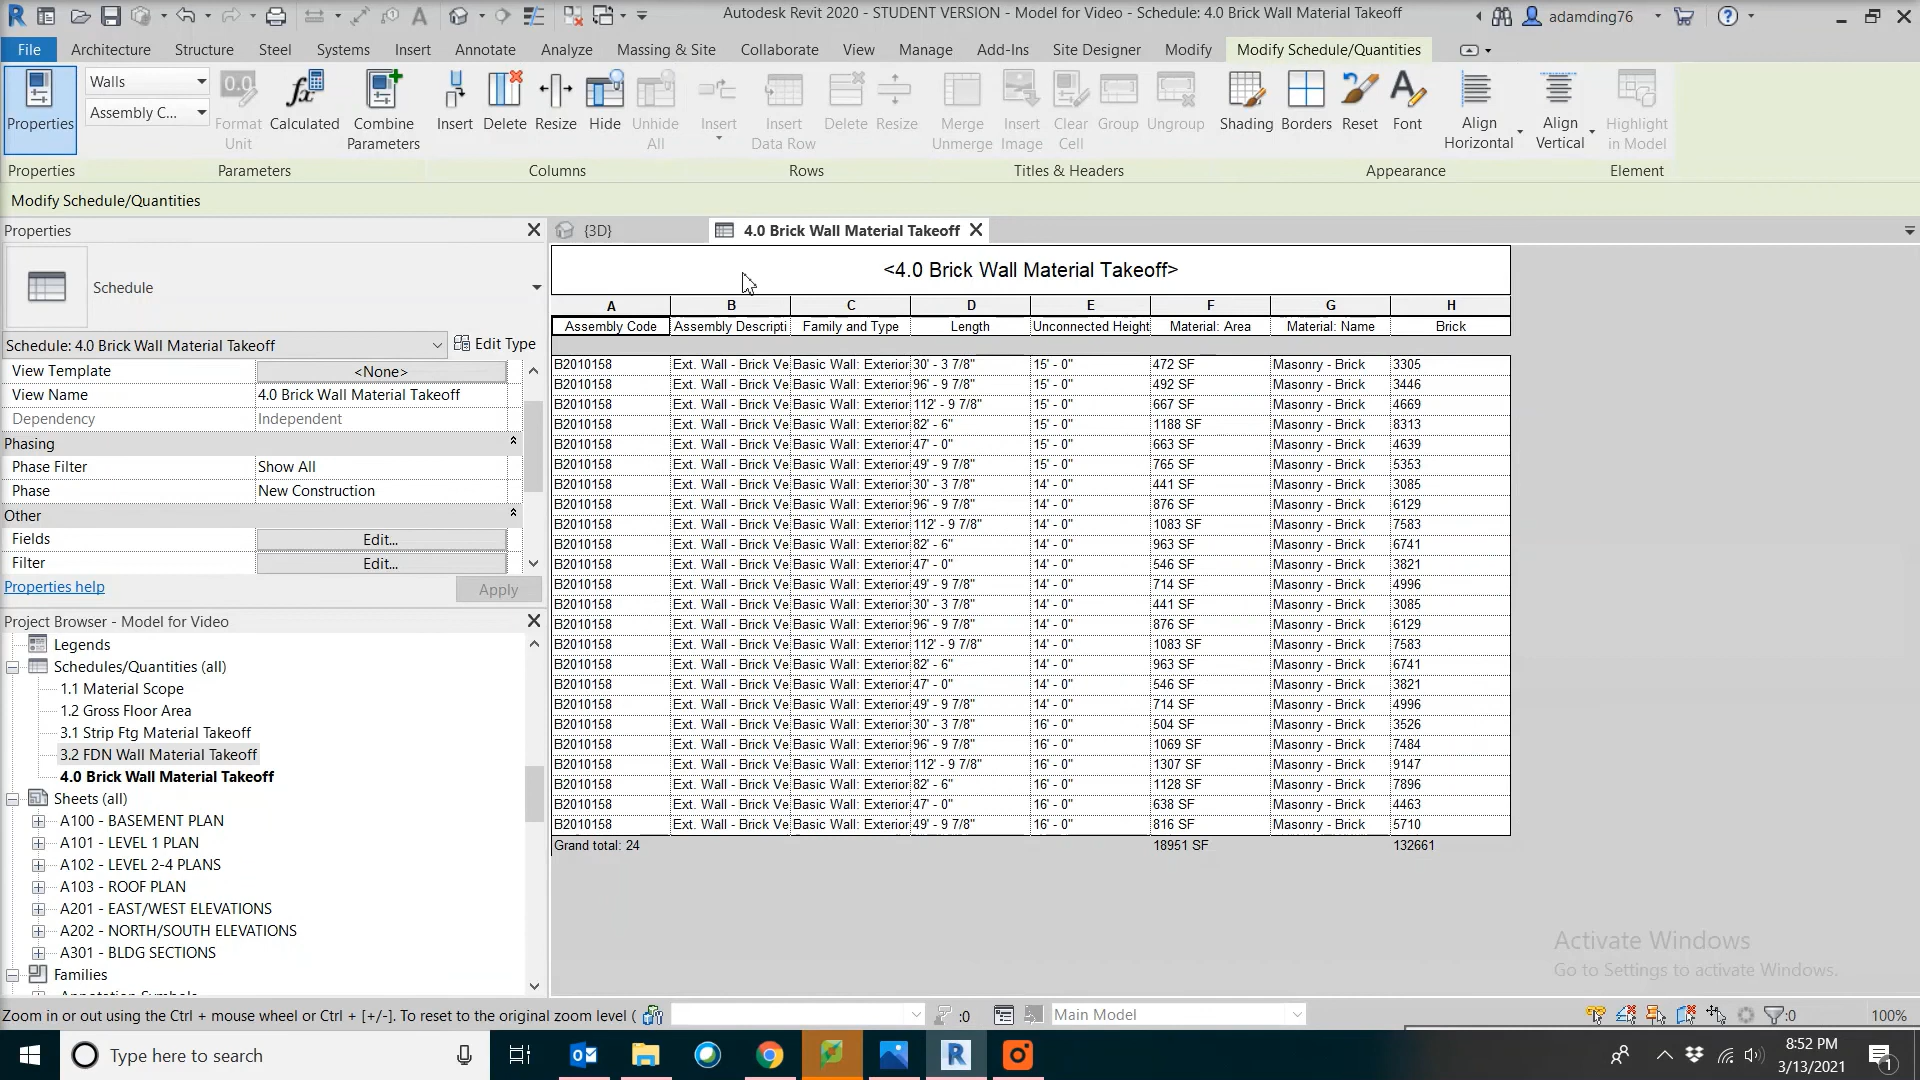 Autodesk Revit 2020 - STUDENT VERSION - Model for Video - Schedule: 4.0 Brick Wall Material Takeoff
adamding76
File Architecture Structure Steel Systems Insert Annotate Analyze Massing & Site Collaborate View Manage Add-Ins Site Designer Modify Modify Schedule/Quantities
Walls
Assembly C...
Properties
Format Unit
Calculated
Combine Parameters
Insert
Delete
Resize
Hide
Unhide All
Insert
Insert Data Row
Delete
Resize
Merge Unmerge
Insert Image
Clear Cell
Group
Ungroup
Shading
Borders
Reset
Font
Align Horizontal
Align Vertical
Highlight in Model
Properties Parameters Columns Rows Titles & Headers Appearance Element
Modify Schedule/Quantities
Properties
Schedule
Schedule: 4.0 Brick Wall Material Takeoff
Edit Type
View Template <None>
View Name 4.0 Brick Wall Material Takeoff
Dependency Independent
Phasing
Phase Filter Show All
Phase New Construction
Other
Fields Edit...
Filter Edit...
Properties help
Apply
Project Browser - Model for Video
Legends
Schedules/Quantities (all)
1.1 Material Scope
1.2 Gross Floor Area
3.1 Strip Ftg Material Takeoff
3.2 FDN Wall Material Takeoff
4.0 Brick Wall Material Takeoff
Sheets (all)
A100 - BASEMENT PLAN
A101 - LEVEL 1 PLAN
A102 - LEVEL 2-4 PLANS
A103 - ROOF PLAN
A201 - EAST/WEST ELEVATIONS
A202 - NORTH/SOUTH ELEVATIONS
A301 - BLDG SECTIONS
Families
{3D}
4.0 Brick Wall Material Takeoff
<4.0 Brick Wall Material Takeoff>
A B C D E F G H
Assembly Code Assembly Descripti Family and Type Length Unconnected Height Material: Area Material: Name Brick
B2010158 Ext. Wall - Brick Ve Basic Wall: Exterior 30' - 3 7/8" 15' - 0" 472 SF Masonry - Brick 3305
B2010158 Ext. Wall - Brick Ve Basic Wall: Exterior 96' - 9 7/8" 15' - 0" 492 SF Masonry - Brick 3446
B2010158 Ext. Wall - Brick Ve Basic Wall: Exterior 112' - 9 7/8" 15' - 0" 667 SF Masonry - Brick 4669
B2010158 Ext. Wall - Brick Ve Basic Wall: Exterior 82' - 6" 15' - 0" 1188 SF Masonry - Brick 8313
B2010158 Ext. Wall - Brick Ve Basic Wall: Exterior 47' - 0" 15' - 0" 663 SF Masonry - Brick 4639
B2010158 Ext. Wall - Brick Ve Basic Wall: Exterior 49' - 9 7/8" 15' - 0" 765 SF Masonry - Brick 5353
B2010158 Ext. Wall - Brick Ve Basic Wall: Exterior 30' - 3 7/8" 14' - 0" 441 SF Masonry - Brick 3085
B2010158 Ext. Wall - Brick Ve Basic Wall: Exterior 96' - 9 7/8" 14' - 0" 876 SF Masonry - Brick 6129
B2010158 Ext. Wall - Brick Ve Basic Wall: Exterior 112' - 9 7/8" 14' - 0" 1083 SF Masonry - Brick 7583
B2010158 Ext. Wall - Brick Ve Basic Wall: Exterior 82' - 6" 14' - 0" 963 SF Masonry - Brick 6741
B2010158 Ext. Wall - Brick Ve Basic Wall: Exterior 47' - 0" 14' - 0" 546 SF Masonry - Brick 3821
B2010158 Ext. Wall - Brick Ve Basic Wall: Exterior 49' - 9 7/8" 14' - 0" 714 SF Masonry - Brick 4996
B2010158 Ext. Wall - Brick Ve Basic Wall: Exterior 30' - 3 7/8" 14' - 0" 441 SF Masonry - Brick 3085
B2010158 Ext. Wall - Brick Ve Basic Wall: Exterior 96' - 9 7/8" 14' - 0" 876 SF Masonry - Brick 6129
B2010158 Ext. Wall - Brick Ve Basic Wall: Exterior 112' - 9 7/8" 14' - 0" 1083 SF Masonry - Brick 7583
B2010158 Ext. Wall - Brick Ve Basic Wall: Exterior 82' - 6" 14' - 0" 963 SF Masonry - Brick 6741
B2010158 Ext. Wall - Brick Ve Basic Wall: Exterior 47' - 0" 14' - 0" 546 SF Masonry - Brick 3821
B2010158 Ext. Wall - Brick Ve Basic Wall: Exterior 49' - 9 7/8" 14' - 0" 714 SF Masonry - Brick 4996
B2010158 Ext. Wall - Brick Ve Basic Wall: Exterior 30' - 3 7/8" 16' - 0" 504 SF Masonry - Brick 3526
B2010158 Ext. Wall - Brick Ve Basic Wall: Exterior 96' - 9 7/8" 16' - 0" 1069 SF Masonry - Brick 7484
B2010158 Ext. Wall - Brick Ve Basic Wall: Exterior 112' - 9 7/8" 16' - 0" 1307 SF Masonry - Brick 9147
B2010158 Ext. Wall - Brick Ve Basic Wall: Exterior 82' - 6" 16' - 0" 1128 SF Masonry - Brick 7896
B2010158 Ext. Wall - Brick Ve Basic Wall: Exterior 47' - 0" 16' - 0" 638 SF Masonry - Brick 4463
B2010158 Ext. Wall - Brick Ve Basic Wall: Exterior 49' - 9 7/8" 16' - 0" 816 SF Masonry - Brick 5710
Grand total: 24 18951 SF 132661
Activate Windows
Go to Settings to activate Windows.
Zoom in or out using the Ctrl + mouse wheel or Ctrl + [+/-]. To reset to the original zoom level (
:0
Main Model
:0
100%
Type here to search
8:52 PM
3/13/2021
1